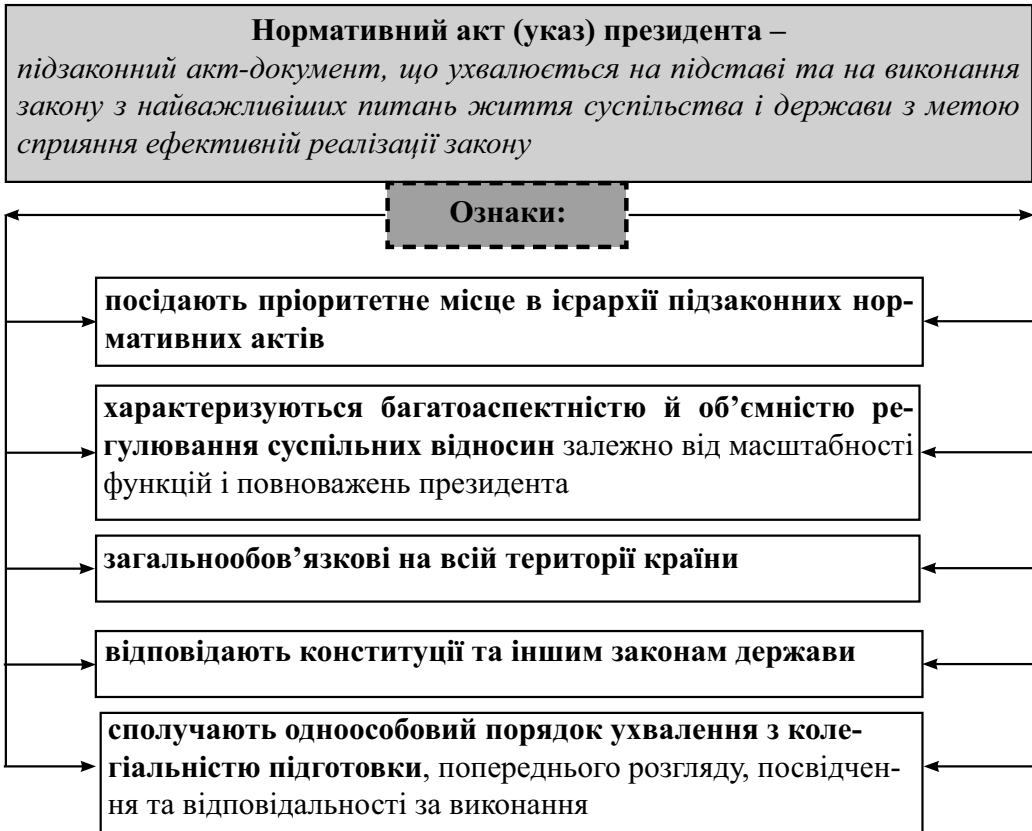 Нормативний акт (указ) президента –
підзаконний акт-документ, що ухвалюється на підставі та на виконання
закону з найважливіших питань життя суспільства і держави з метою
сприяння ефективній реалізації закону
Ознаки:
посідають пріоритетне місце в ієрархії підзаконних нор-
мативних актів
характеризуються багатоаспектністю й об’ємністю ре-
гулювання суспільних відносин залежно від масштабності
функцій і повноважень президента
загальнообов’язкові на всій території країни
відповідають конституції та іншим законам держави
сполучають одноособовий порядок ухвалення з коле-
гіальністю підготовки, попереднього розгляду, посвідчен-
ня та відповідальності за виконання